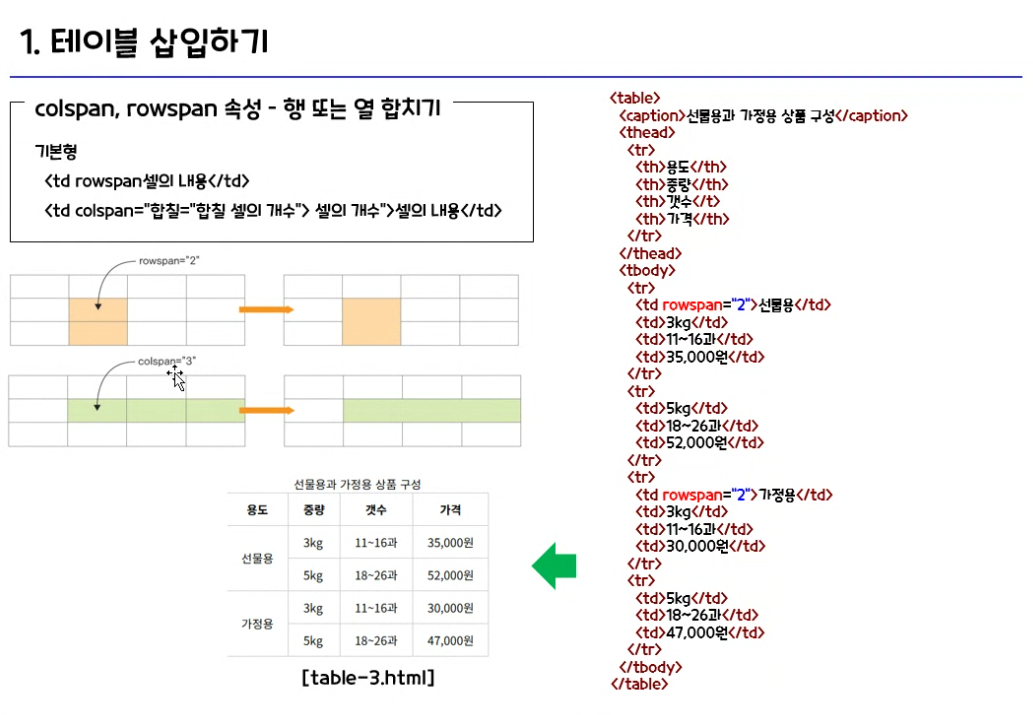 1. 테이블 삽입하기
colspan, rowspan 속성 - 행 또는 열 합치기
기본형
<td rowspan셀의 내용</td>
<td colspan="합칠="합칠 셀의 개수"> 셀의 개수">셀의 내용</td>
rowspan="2"
colspan="3"
선물용과 가정용 상품 구성
용도 중량 갯수 가격
선물용
3kg 11~16과 35,000원
5kg 18~26과 52,000원
가정용
3kg 11~16과 30,000원
5kg 18~26과 47,000원
[table-3.html]
<table>
<caption>선물용과 가정용 상품 구성</caption>
<thead>
<tr>
<th>용도</th>
<th>중량</th>
<th>갯수</t>
<th>가격</th>
</tr>
</thead>
<tbody>
<tr>
<td rowspan="2">선물용</td>
<td>3kg</td>
<td>11~16과</td>
<td>35,000원</td>
</tr>
<tr>
<td>5kg</td>
<td>18~26과</td>
<td>52,000원</td>
</tr>
<tr>
<td rowspan="2">가정용</td>
<td>3kg</td>
<td>11~16과</td>
<td>30,000원</td>
</tr>
<tr>
<td>5kg</td>
<td>18~26과</td>
<td>47,000원</td>
</tr>
</tbody>
</table>